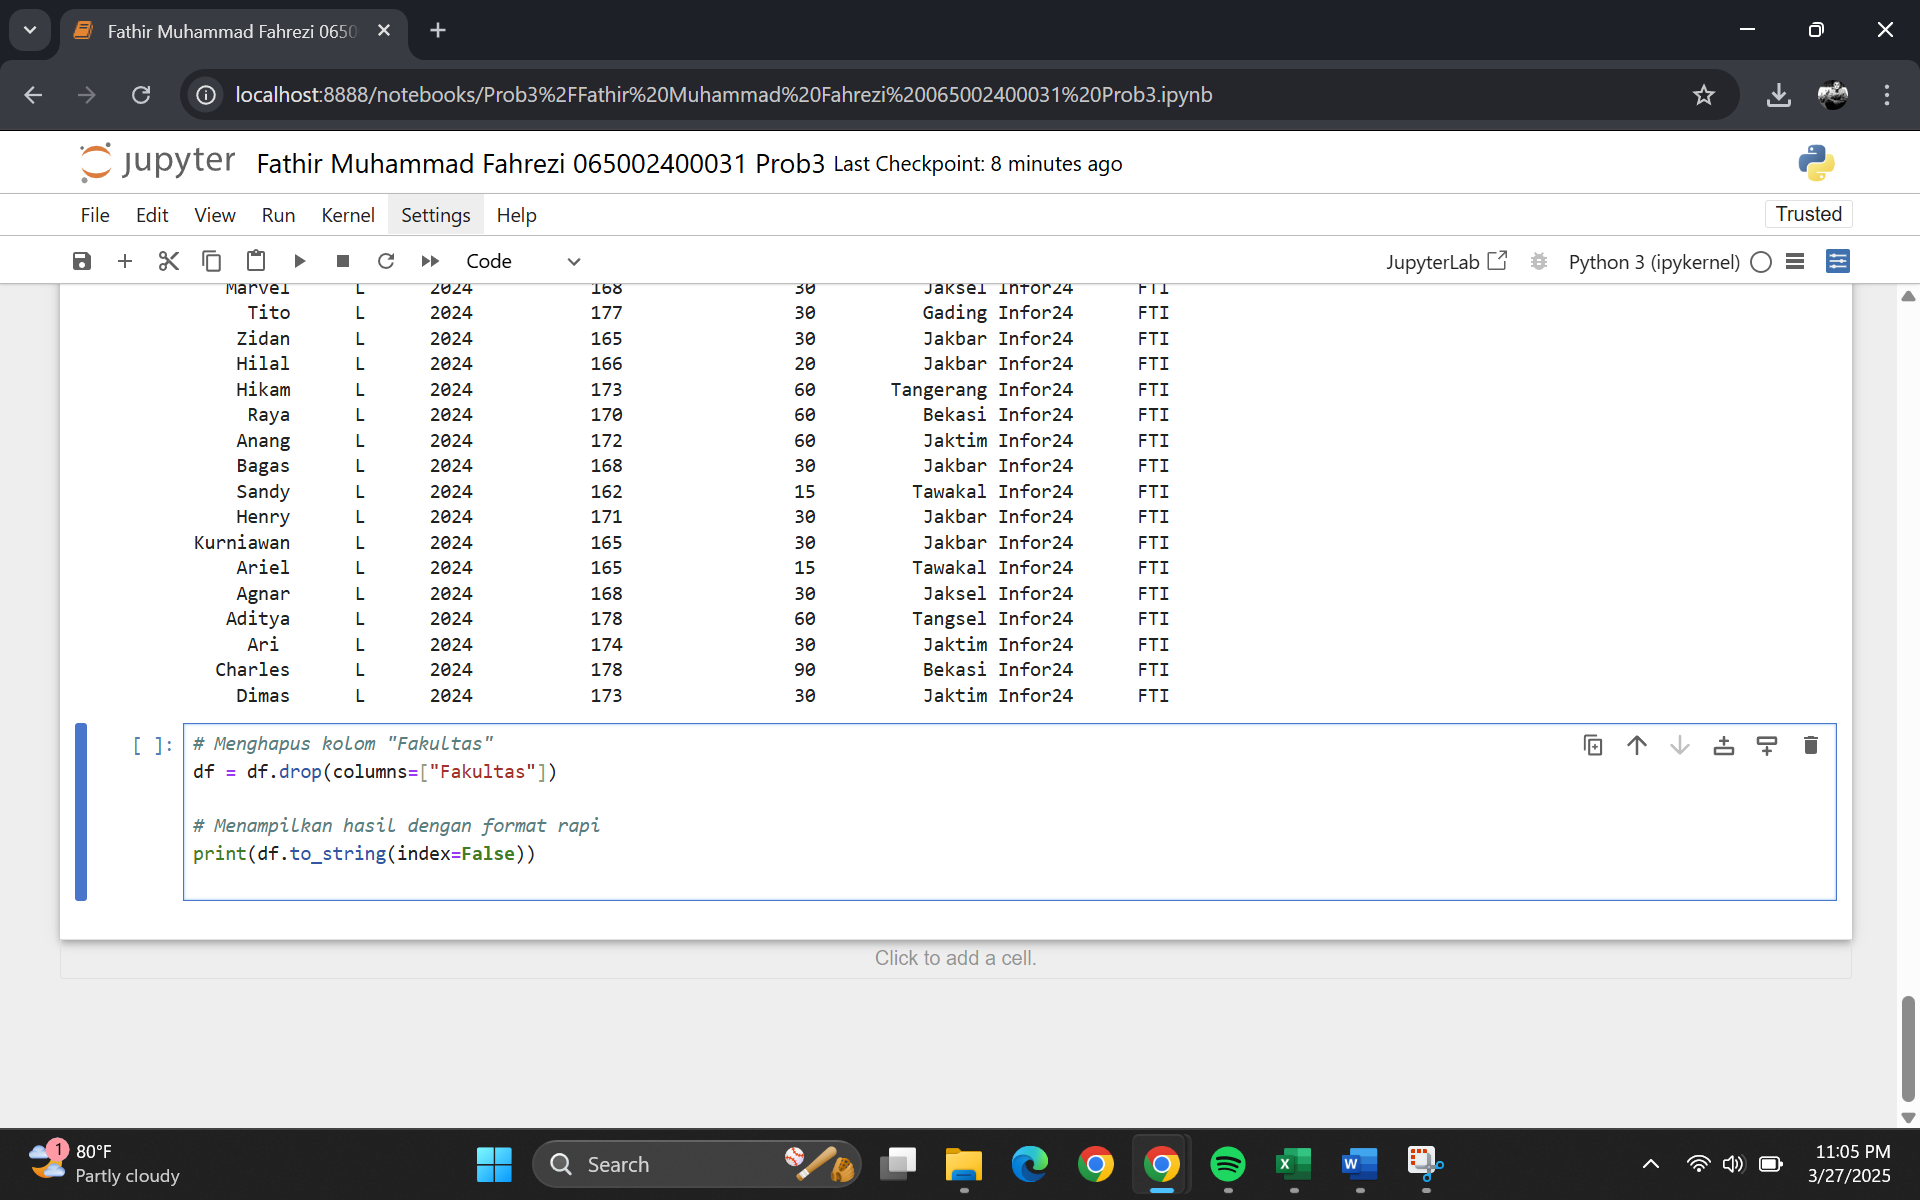 Fathir Muhammad Fahrezi 0650
localhost:8888/notebooks/Prob3%2FFathir%20Muhammad%20Fahrezi%20065002400031%20Prob3.ipynb
jupyter Fathir Muhammad Fahrezi 065002400031 Prob3 Last Checkpoint: 8 minutes ago
File Edit View Run Kernel Settings Help Trusted
Code JupyterLab Python 3 (ipykernel)
Marvel L 2024 168 30 Jaksel Infor24 FTI
Tito L 2024 177 30 Gading Infor24 FTI
Zidan L 2024 165 30 Jakbar Infor24 FTI
Hilal L 2024 166 20 Jakbar Infor24 FTI
Hikam L 2024 173 60 Tangerang Infor24 FTI
Raya L 2024 170 60 Bekasi Infor24 FTI
Anang L 2024 172 60 Jaktim Infor24 FTI
Bagas L 2024 168 30 Jakbar Infor24 FTI
Sandy L 2024 162 15 Tawakal Infor24 FTI
Henry L 2024 171 30 Jakbar Infor24 FTI
Kurniawan L 2024 165 30 Jakbar Infor24 FTI
Ariel L 2024 165 15 Tawakal Infor24 FTI
Agnar L 2024 168 30 Jaksel Infor24 FTI
Aditya L 2024 178 60 Tangsel Infor24 FTI
Ari L 2024 174 30 Jaktim Infor24 FTI
Charles L 2024 178 90 Bekasi Infor24 FTI
Dimas L 2024 173 30 Jaktim Infor24 FTI
[ ]: # Menghapus kolom "Fakultas"
df = df.drop(columns=["Fakultas"])
# Menampilkan hasil dengan format rapi
print(df.to_string(index=False))
Click to add a cell.
1
80°F
Partly cloudy
Search
11:05 PM
3/27/2025